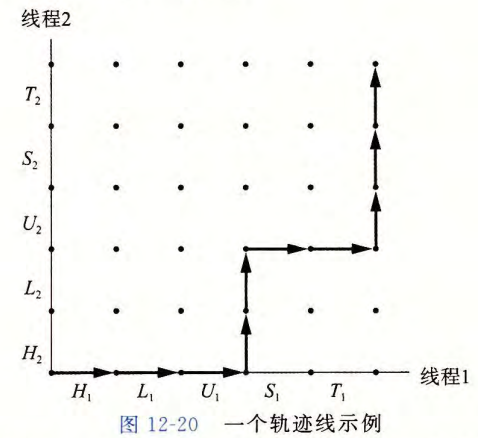 线程2
T₂
S₂
U₂
L₂
H₂
线程1
H₁ L₁ U₁ S₁ T₁
图 12-20 一个轨迹线示例